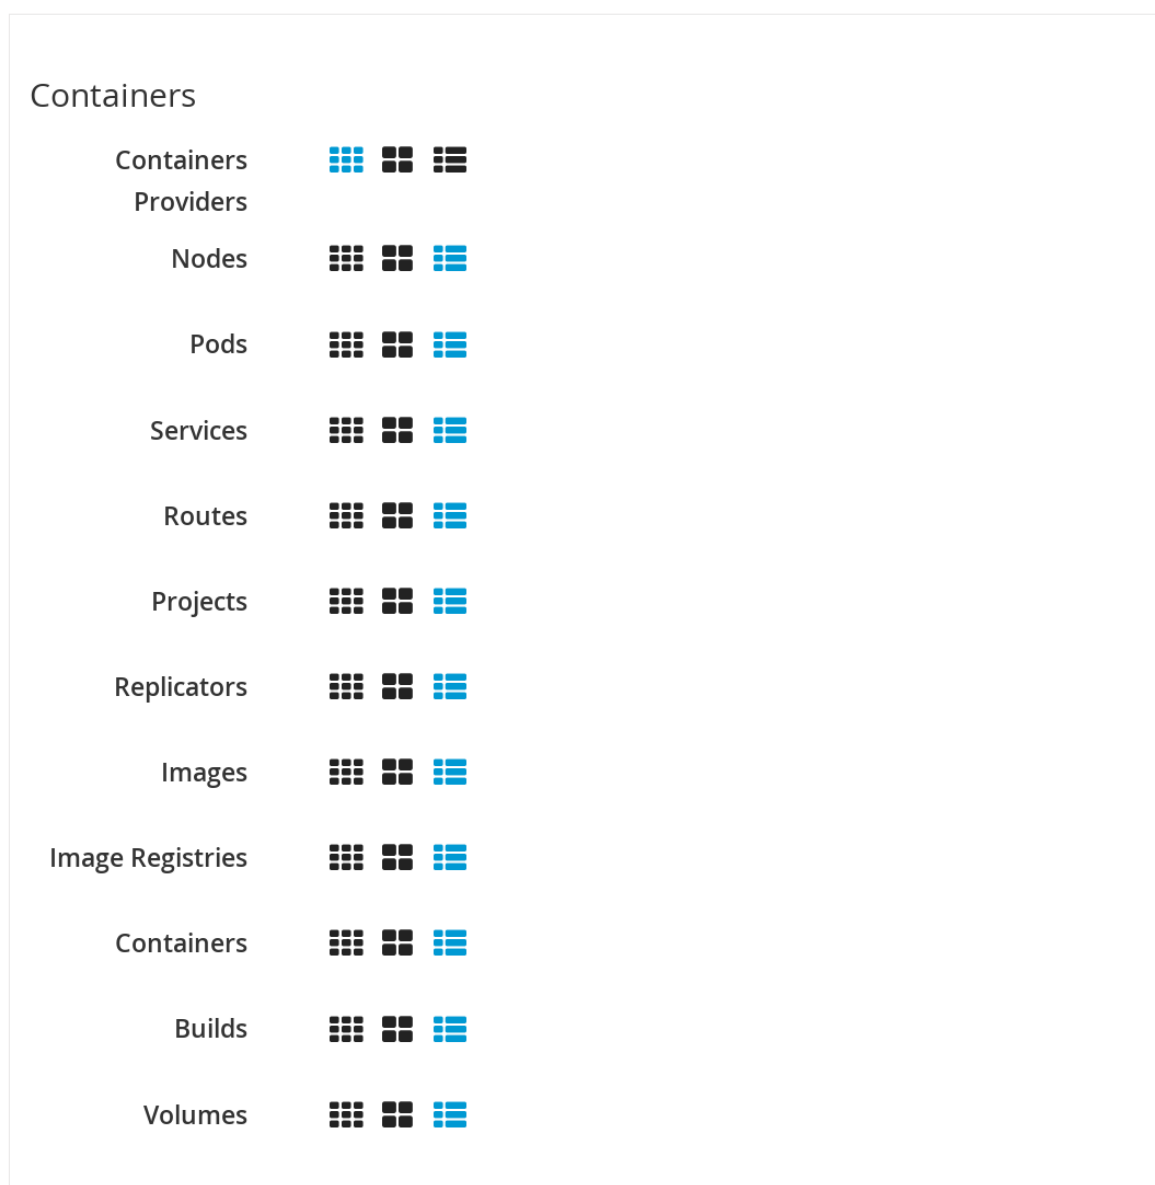 Containers
Containers
Providers
Nodes
Pods
Services
Routes
Projects
Replicators
Images
Image Registries
Containers
Builds
Volumes